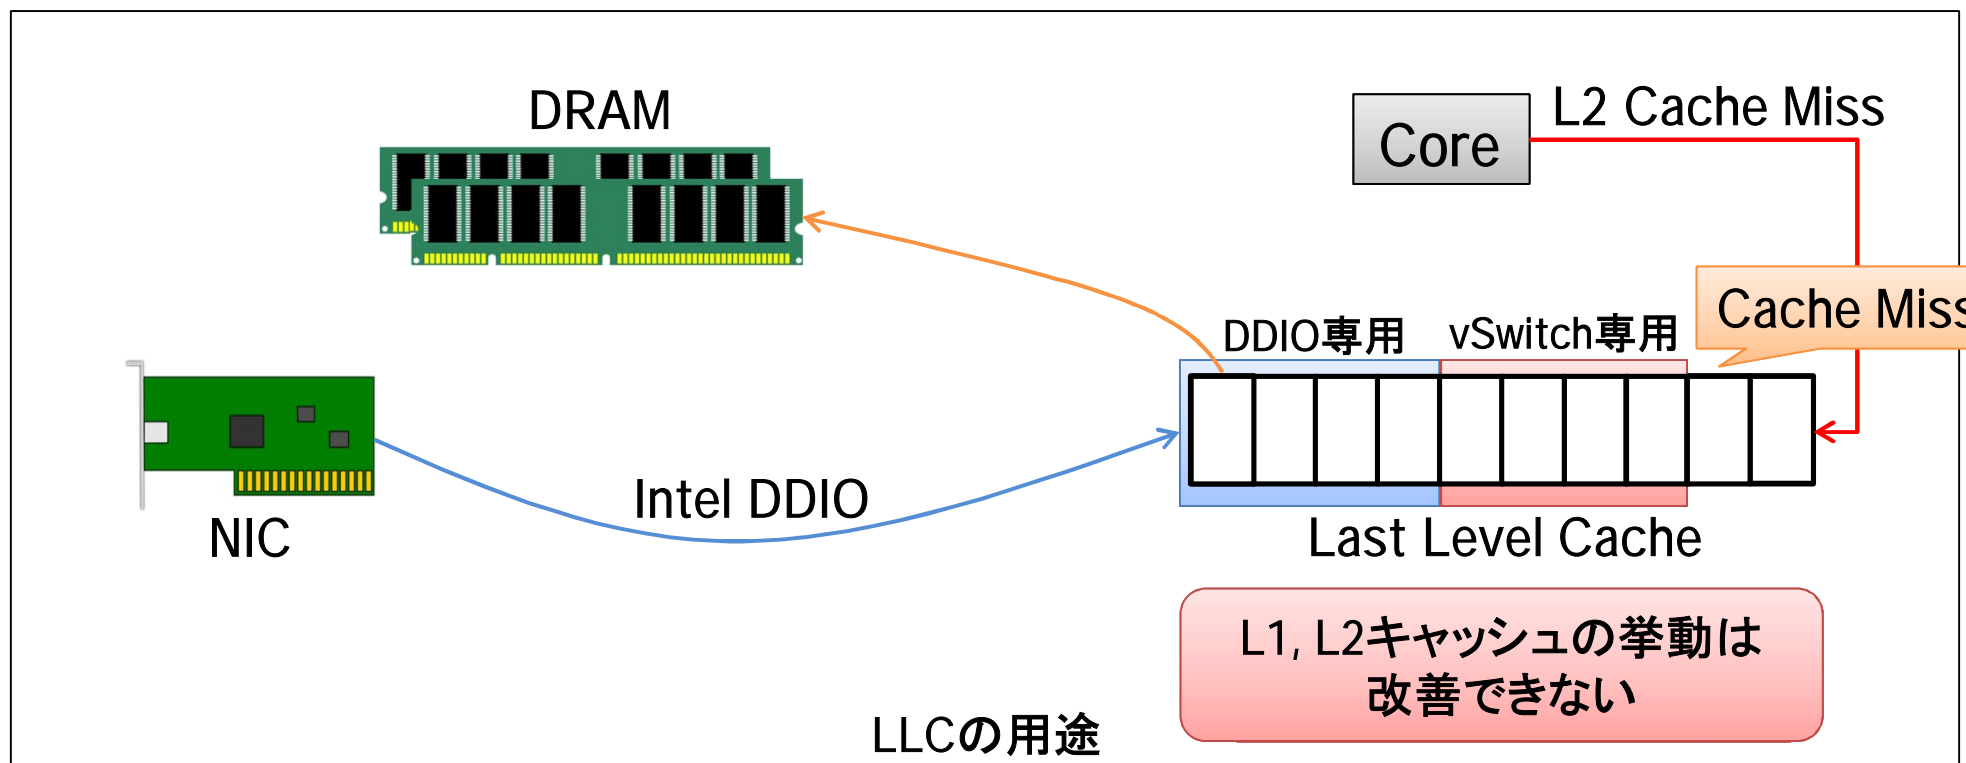 DRAM
L2 Cache Miss
Core
Cache Miss
DDIO専用
vSwitch専用
Intel DDIO
NIC
Last Level Cache
L1, L2キャッシュの挙動は
改善できない
LLCの用途